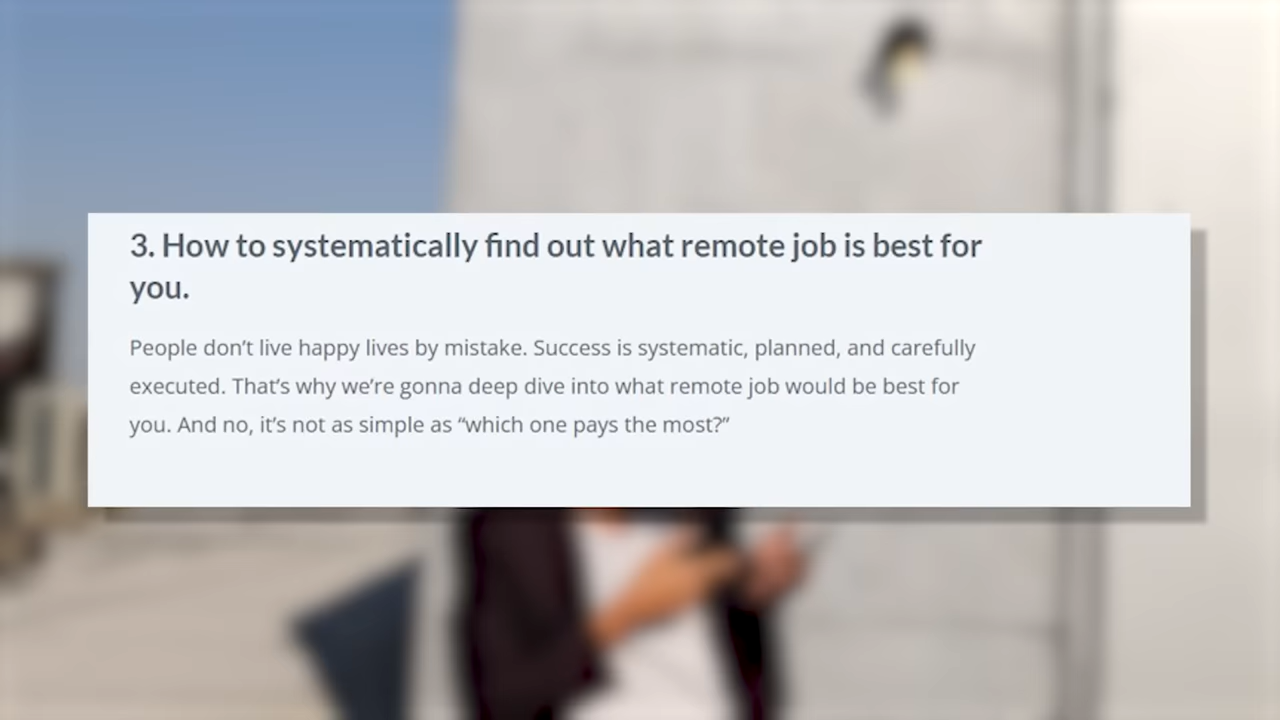 3. How to systematically find out what remote job is best for
you.
People don’t live happy lives by mistake. Success is systematic, planned, and carefully
executed. That’s why we’re gonna deep dive into what remote job would be best for
you. And no, it’s not as simple as “which one pays the most?”